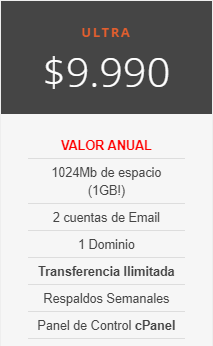 ULTRA
$9.990
VALOR ANUAL
1024Mb de espacio
(1GB!)
2 cuentas de Email
1 Dominio
Transferencia Ilimitada
Respaldos Semanales
Panel de Control cPanel